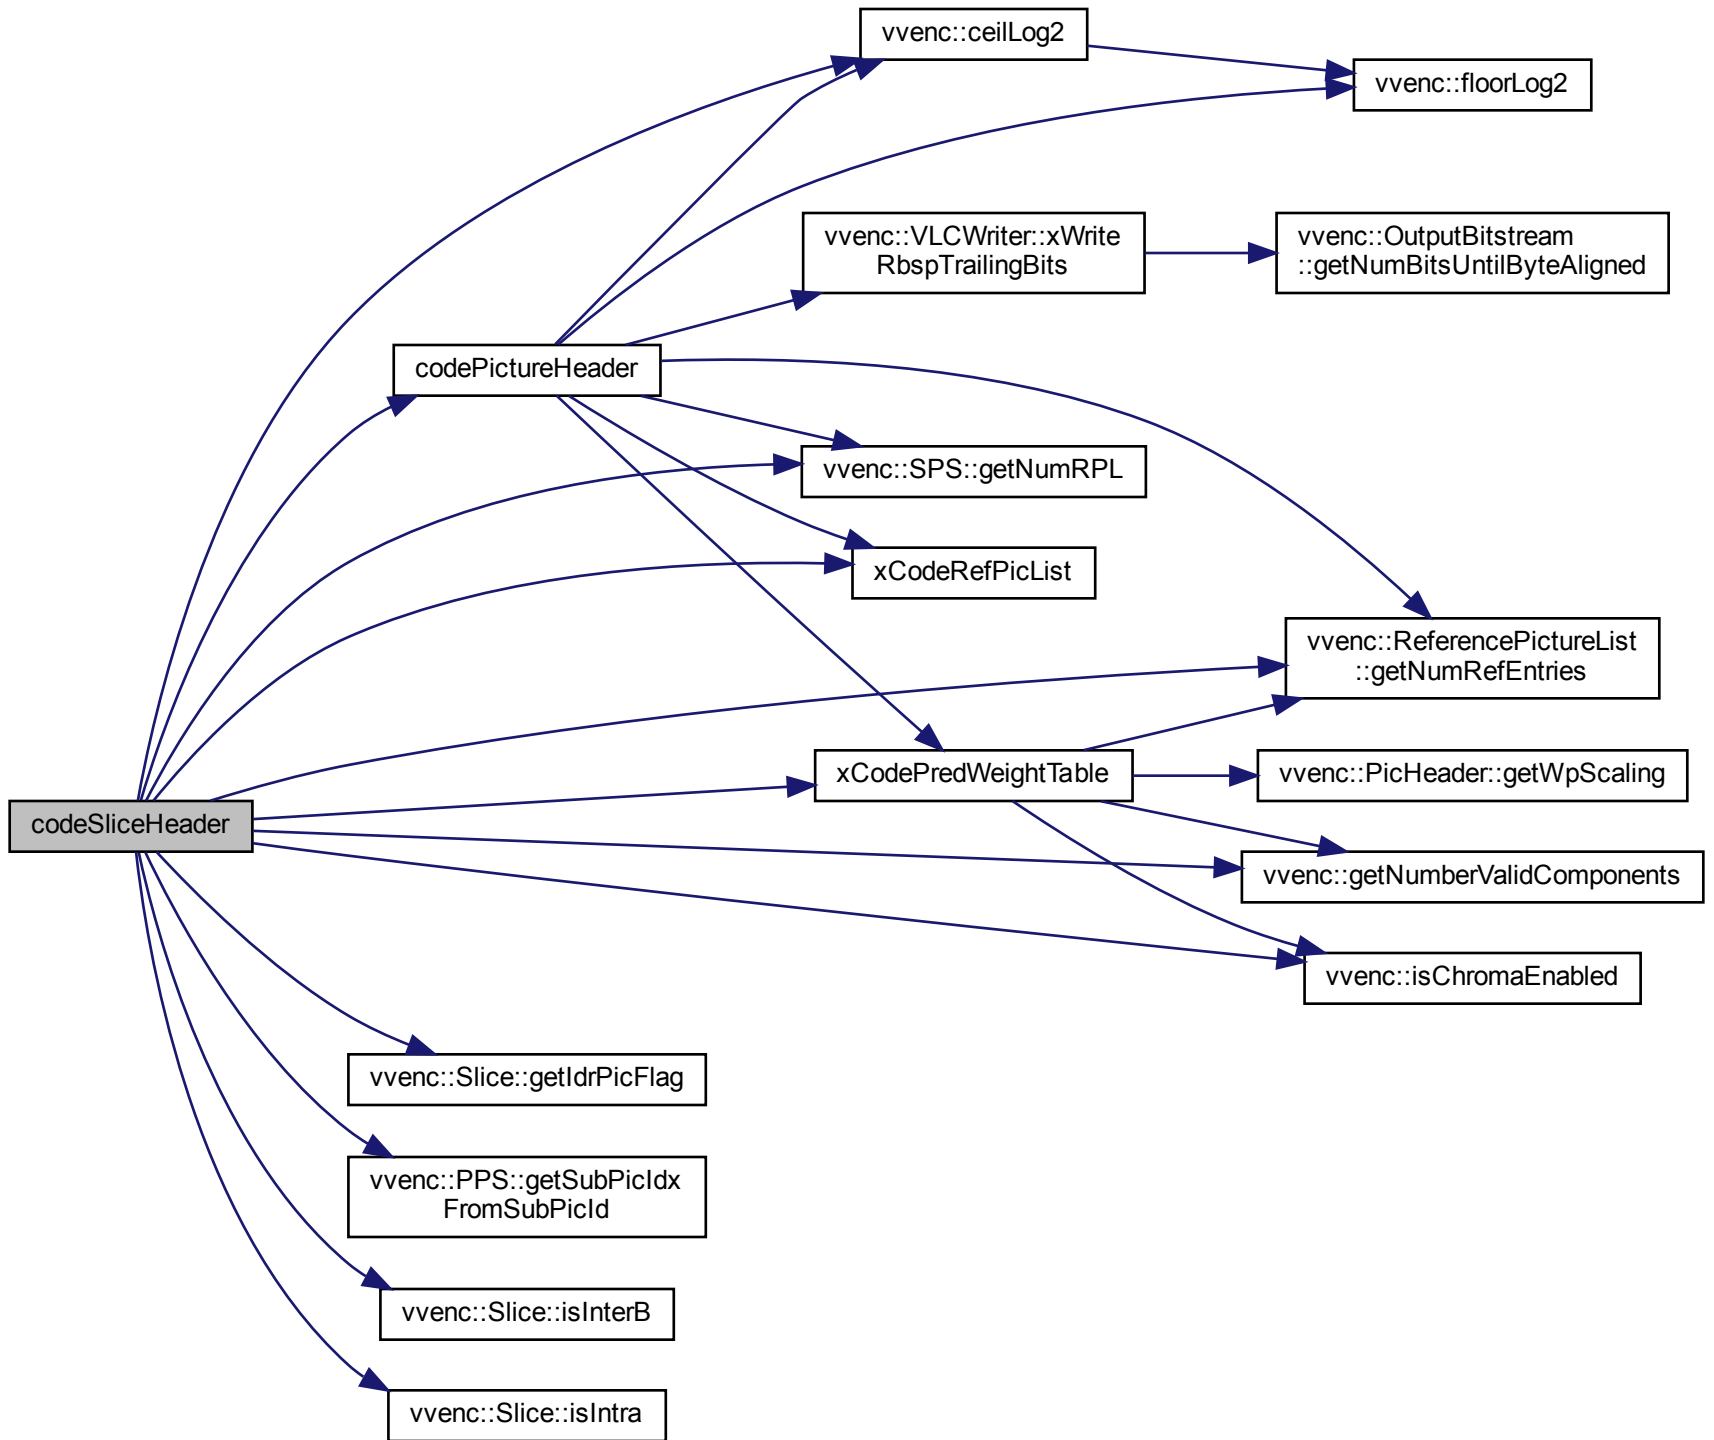 vvenc::ceilLog2
vvenc::floorLog2
vvenc::VLCWriter::xWrite
RbspTrailingBits
vvenc::OutputBitstream
::getNumBitsUntilByteAligned
codePictureHeader
vvenc::SPS::getNumRPL
xCodeRefPicList
vvenc::ReferencePictureList
::getNumRefEntries
xCodePredWeightTable
vvenc::PicHeader::getWpScaling
codeSliceHeader
vvenc::getNumberValidComponents
vvenc::isChromaEnabled
vvenc::Slice::getIdrPicFlag
vvenc::PPS::getSubPicIdx
FromSubPicId
vvenc::Slice::isInterB
vvenc::Slice::isIntra